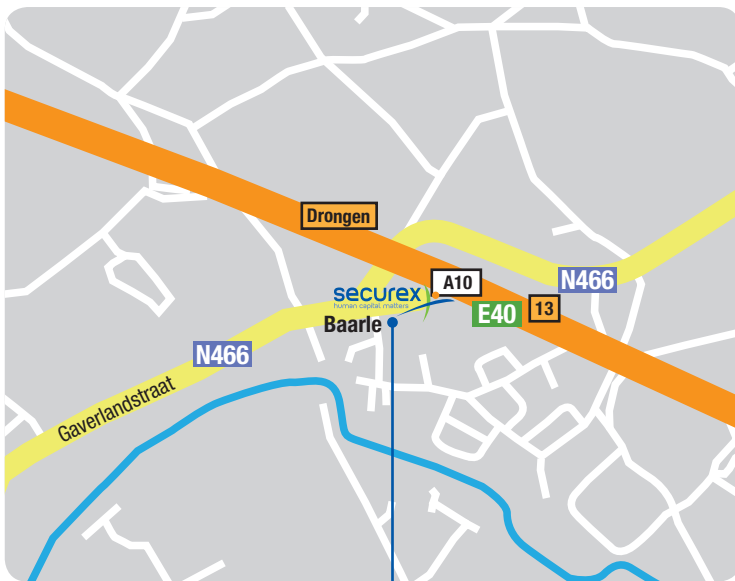 Drongen
A10
N466
securex
human capital matters
13
E40
Baarle
N466
Gaverlandstraat